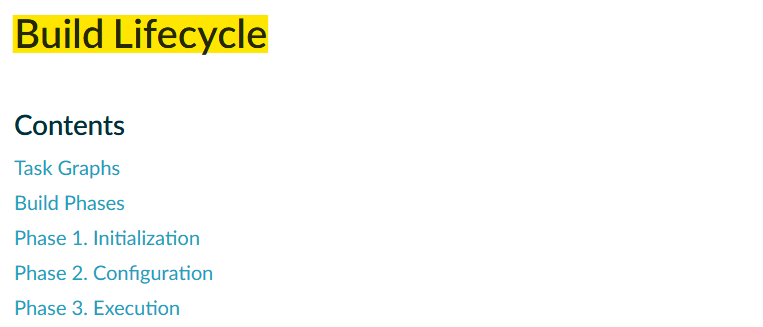 Build Lifecycle
Contents
Task Graphs
Build Phases
Phase 1. Initialization
Phase 2. Configuration
Phase 3. Execution